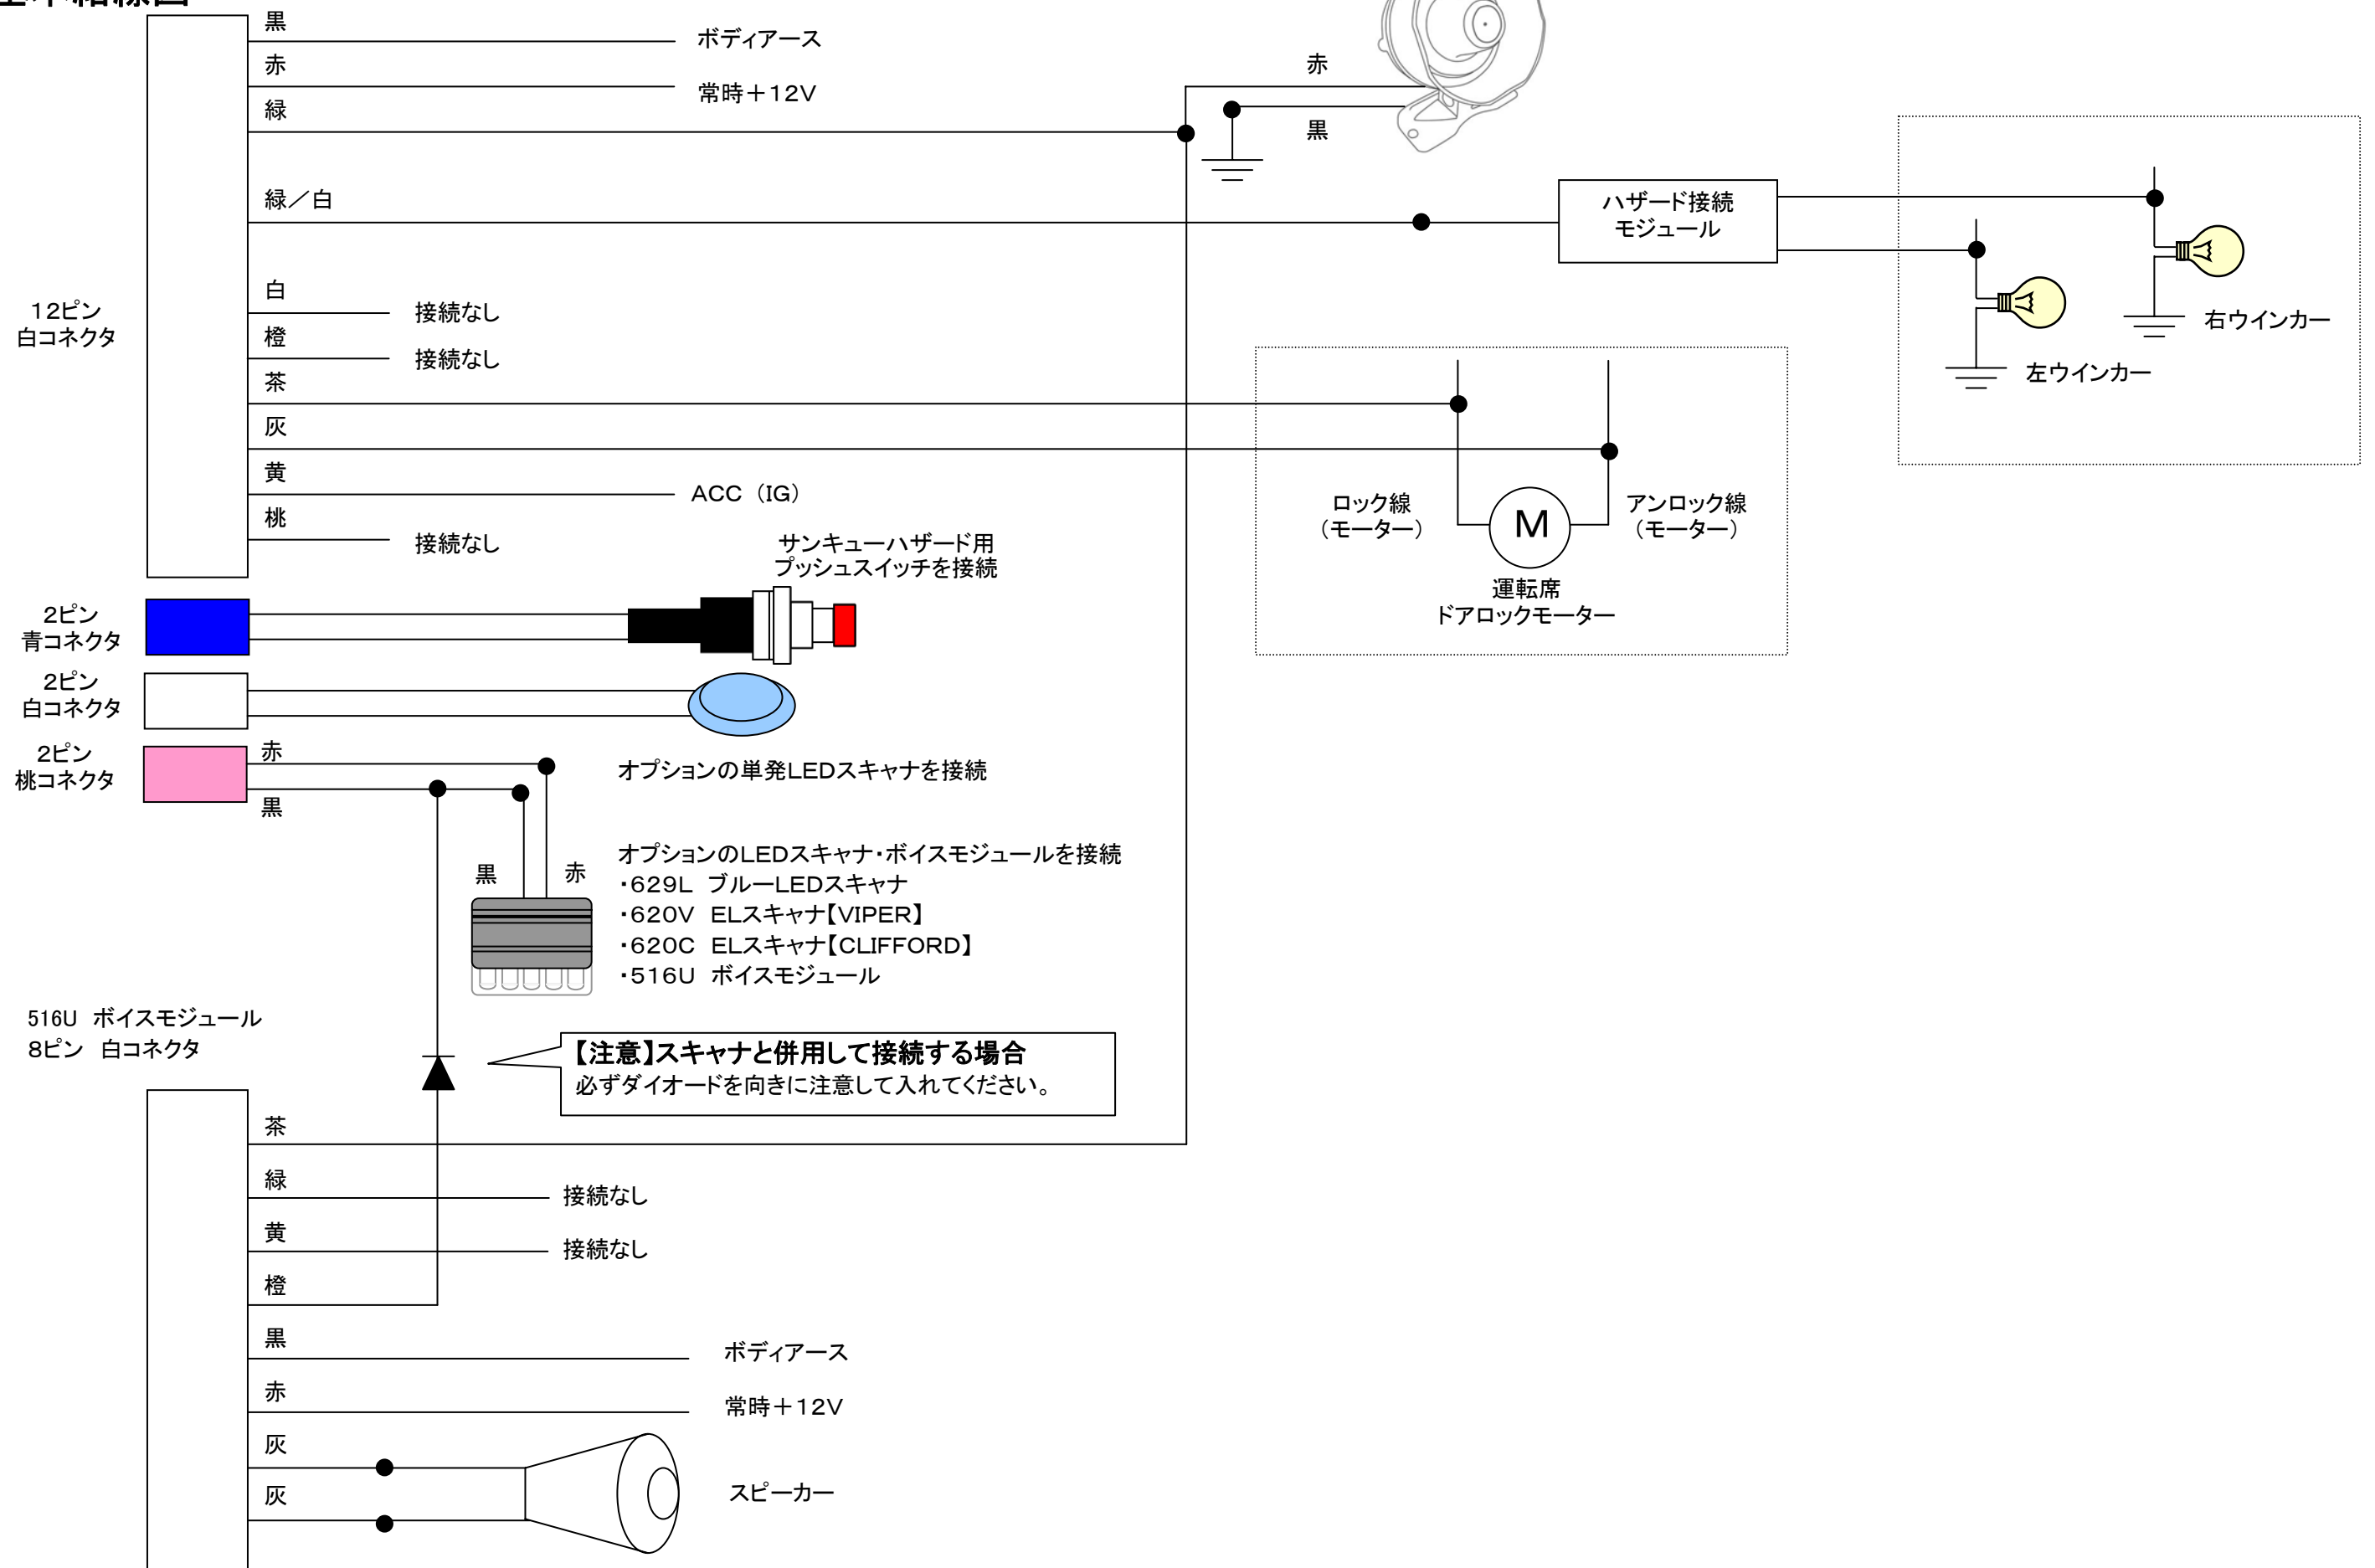 黒
ボディアース
赤
常時＋12V
緑
赤
黒
緑／白
ハザード接続
モジュール
12ピン
白コネクタ
白
接続なし
橙
接続なし
茶
灰
黄
ACC（IG）
桃
接続なし
右ウインカー
左ウインカー
ロック線
（モーター）
M
アンロック線
（モーター）
運転席
ドアロックモーター
サンキューハザード用
プッシュスイッチを接続
2ピン
青コネクタ
2ピン
白コネクタ
2ピン
桃コネクタ
赤
黒
オプションの単発LEDスキャナを接続
黒
赤
オプションのLEDスキャナ・ボイスモジュールを接続
・629L　ブルーLEDスキャナ
・620V　ELスキャナ【VIPER】
・620C　ELスキャナ【CLIFFORD】
・516U　ボイスモジュール
516U　ボイスモジュール
8ピン　白コネクタ
【注意】スキャナと併用して接続する場合
必ずダイオードを向きに注意して入れてください。
茶
緑
接続なし
黄
接続なし
橙
黒
ボディアース
赤
常時＋12V
灰
灰
スピーカー